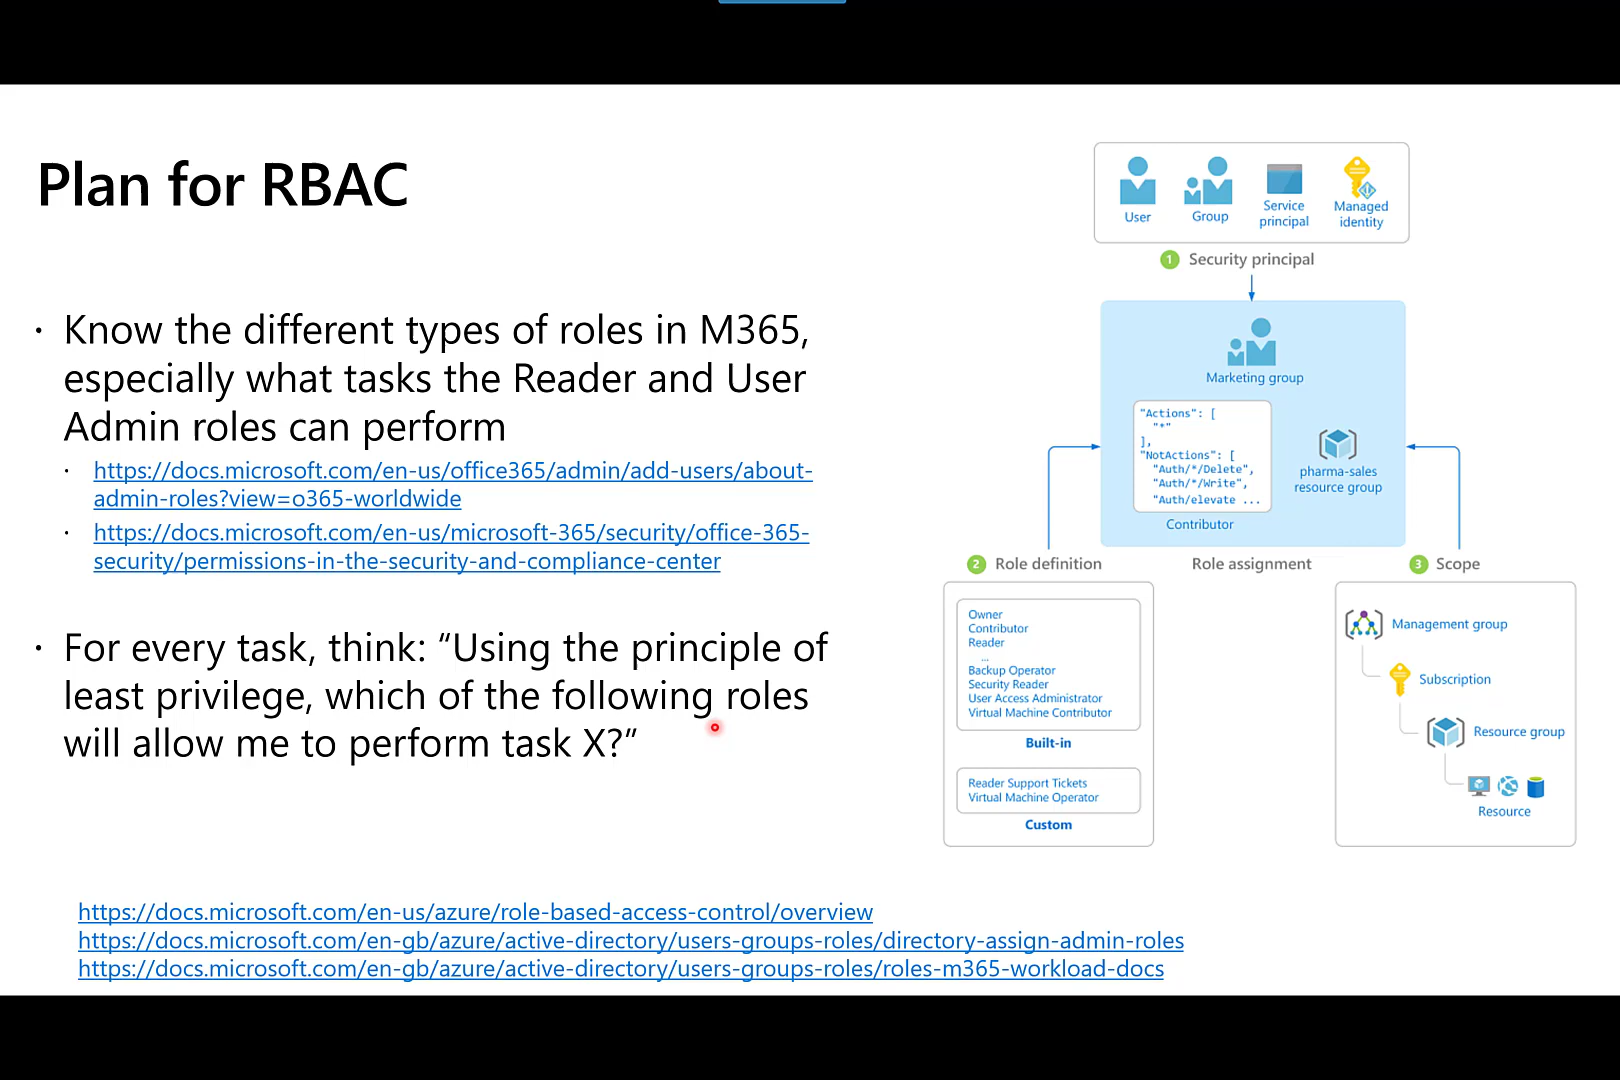 Plan for RBAC
· Know the different types of roles in M365,
especially what tasks the Reader and User
Admin roles can perform
· https://docs.microsoft.com/en-us/office365/admin/add-users/about-
admin-roles?view=o365-worldwide
· https://docs.microsoft.com/en-us/microsoft-365/security/office-365-
security/permissions-in-the-security-and-compliance-center
· For every task, think: “Using the principle of
least privilege, which of the following roles
will allow me to perform task X?”
User
Group
Service
principal
Managed
identity
1 Security principal
Marketing group
"Actions": [
"*"
],
"NotActions": [
"Auth/*/Delete",
"Auth/*/Write",
"Auth/elevate ...
Contributor
pharma-sales
resource group
2 Role definition
Role assignment
3 Scope
Owner
Contributor
Reader
...
Backup Operator
Security Reader
User Access Administrator
Virtual Machine Contributor
Built-in
Reader Support Tickets
Virtual Machine Operator
Custom
Management group
Subscription
Resource group
Resource
https://docs.microsoft.com/en-us/azure/role-based-access-control/overview
https://docs.microsoft.com/en-gb/azure/active-directory/users-groups-roles/directory-assign-admin-roles
https://docs.microsoft.com/en-gb/azure/active-directory/users-groups-roles/roles-m365-workload-docs